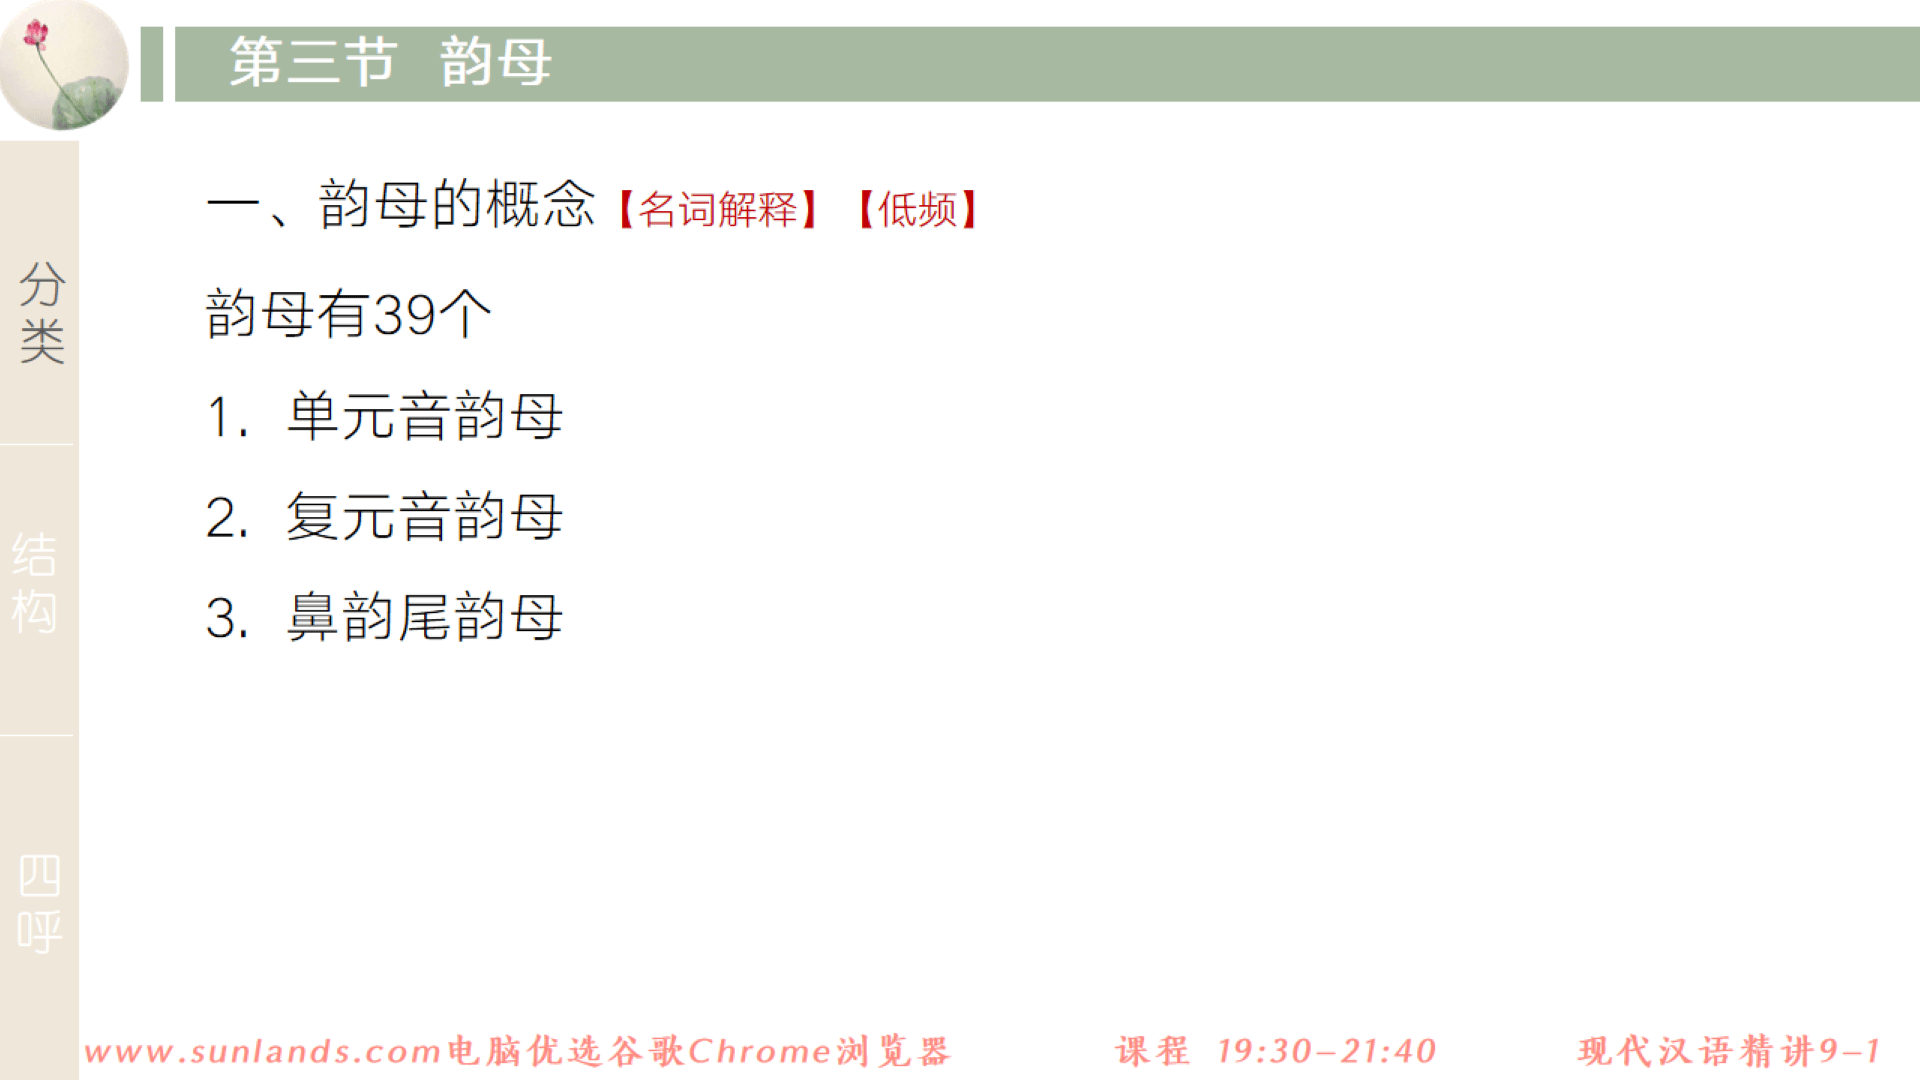 第三节 韵母
分类
结构
四呼
一、韵母的概念【名词解释】【低频】
韵母有39个
1. 单元音韵母
2. 复元音韵母
3. 鼻韵尾韵母
www.sunlands.com电脑优选谷歌Chrome浏览器 课程 19:30-21:40 现代汉语精讲9-1